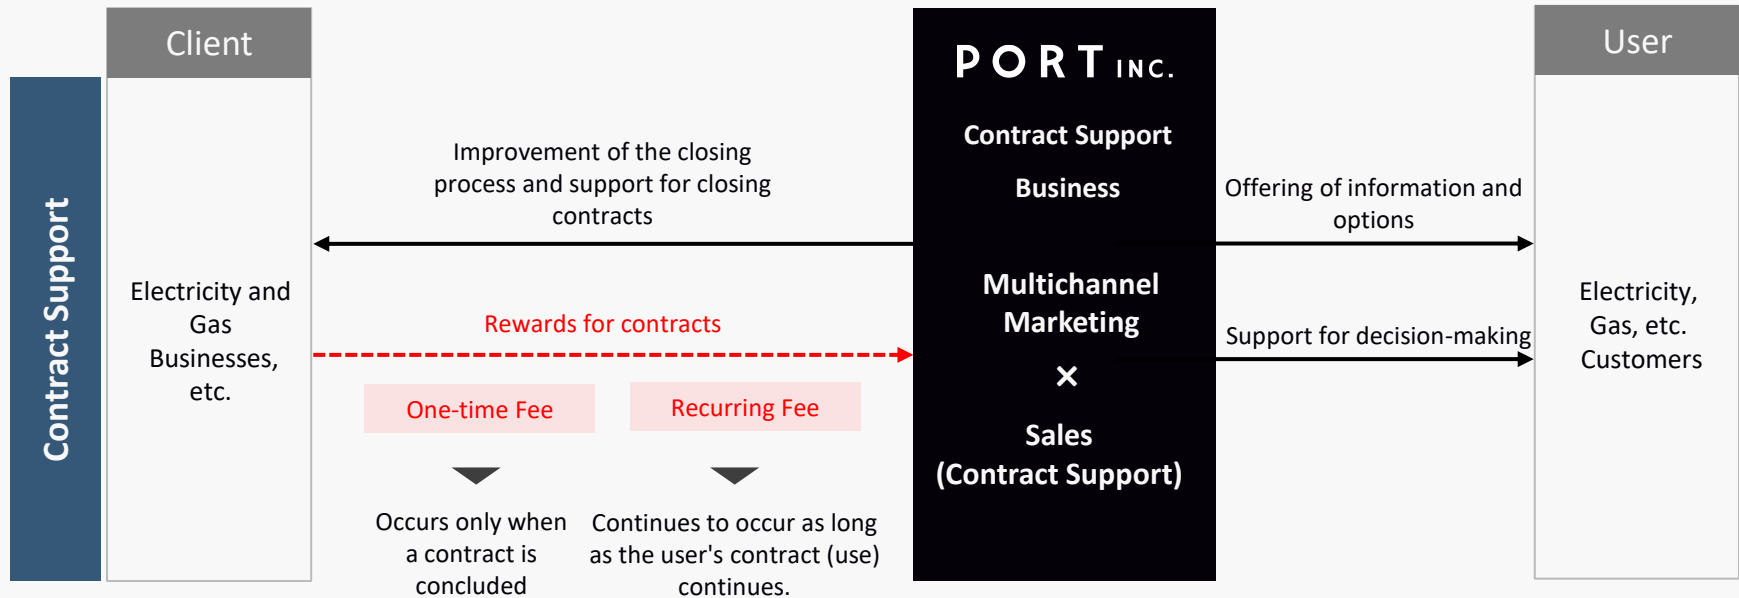 Contract Support
Client
Electricity and
Gas
Businesses,
etc.
Improvement of the closing
process and support for closing
contracts
Rewards for contracts
One-time Fee
Recurring Fee
Occurs only when
a contract is
concluded
Continues to occur as long
as the user's contract (use)
continues.
PORT INC.
Contract Support
Business
Multichannel
Marketing
×
Sales
(Contract Support)
Offering of information and
options
Support for decision-making
User
Electricity,
Gas, etc.
Customers